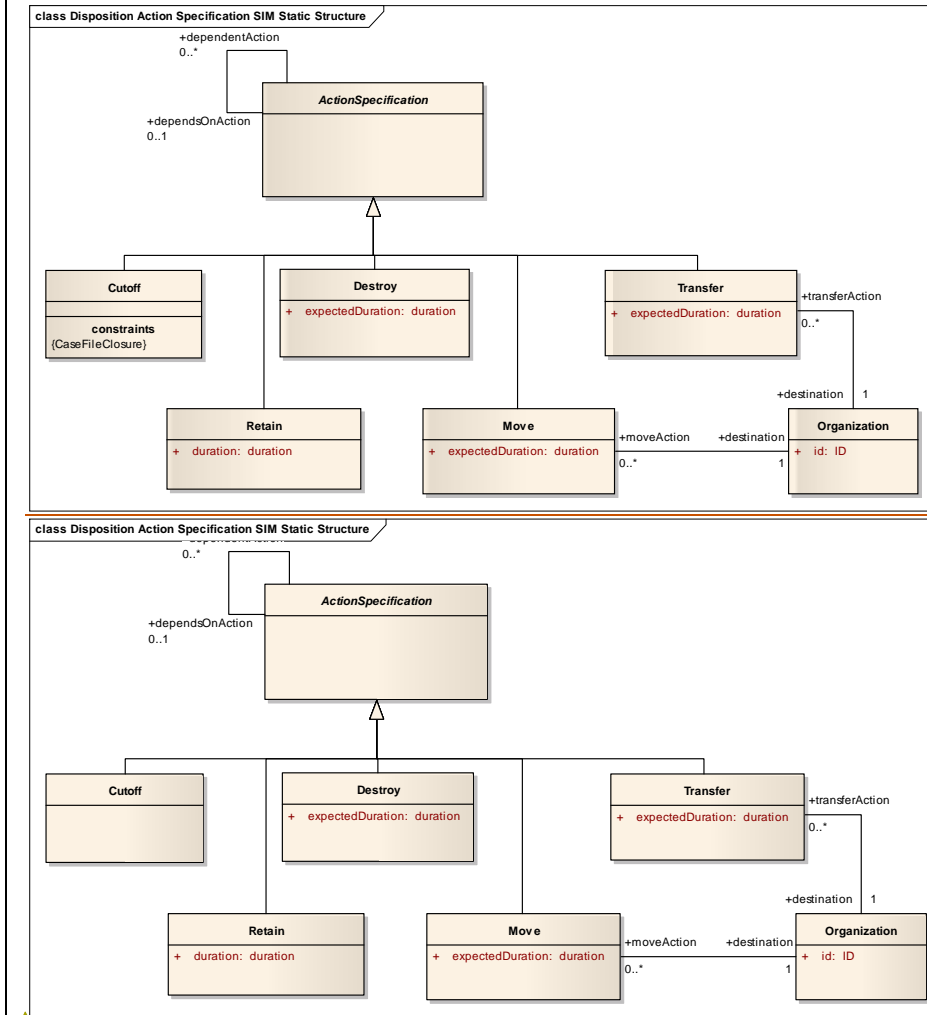 class Disposition Action Specification SIM Static Structure
+dependentAction
0..*
ActionSpecification
+dependsOnAction
0..1
Cutoff
constraints
{CaseFileClosure}
Destroy
+ expectedDuration: duration
Transfer
+ expectedDuration: duration
+transferAction
0..*
+destination 1
Retain
+ duration: duration
Move
+ expectedDuration: duration
+moveAction +destination
0..* 1
Organization
+ id: ID
class Disposition Action Specification SIM Static Structure
+dependentAction
0..*
ActionSpecification
+dependsOnAction
0..1
Cutoff
Destroy
+ expectedDuration: duration
Transfer
+ expectedDuration: duration
+transferAction
0..*
+destination 1
Retain
+ duration: duration
Move
+ expectedDuration: duration
+moveAction +destination
0..* 1
Organization
+ id: ID